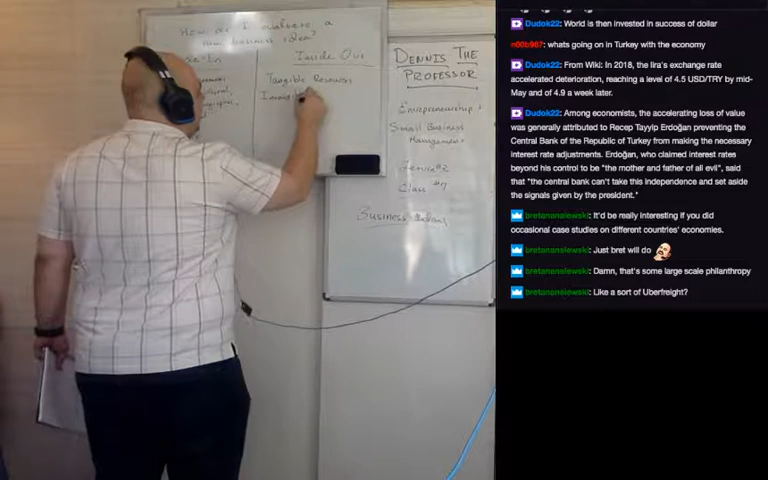 How do I evaluate a
new business idea?
Inside Out
Tangible Resources
DENNIS THE
PROFESSOR
Entrepreneurship &
Small Business
Management
Class #7
Business
Dudok22: World is then invested in success of dollar
n00b967: whats going on in Turkey with the
economy
Dudok22: From Wiki: In 2018, the lira's exchange rate
accelerated deterioration, reaching a level of 4.5 USD/TRY by mid-
May and of 4.9 a week later.
Dudok22: Among economists, the accelerating loss of value
was generally attributed to Recep Tayyip Erdoğan preventing the
Central Bank of the Republic of Turkey from making the necessary
interest rate adjustments. Erdoğan, who claimed interest rates
beyond his control to be "the mother and father of all evil", said
that "the central bank can't take this independence and set aside
the signals given by the president."
bretananalewski: It'd be really interesting if you did
occasional case studies on different countries' economies.
bretananalewski: Just bret will do
bretananalewski: Damn, that's some large scale philanthropy
bretananalewski: Like a sort of Uberfreight?